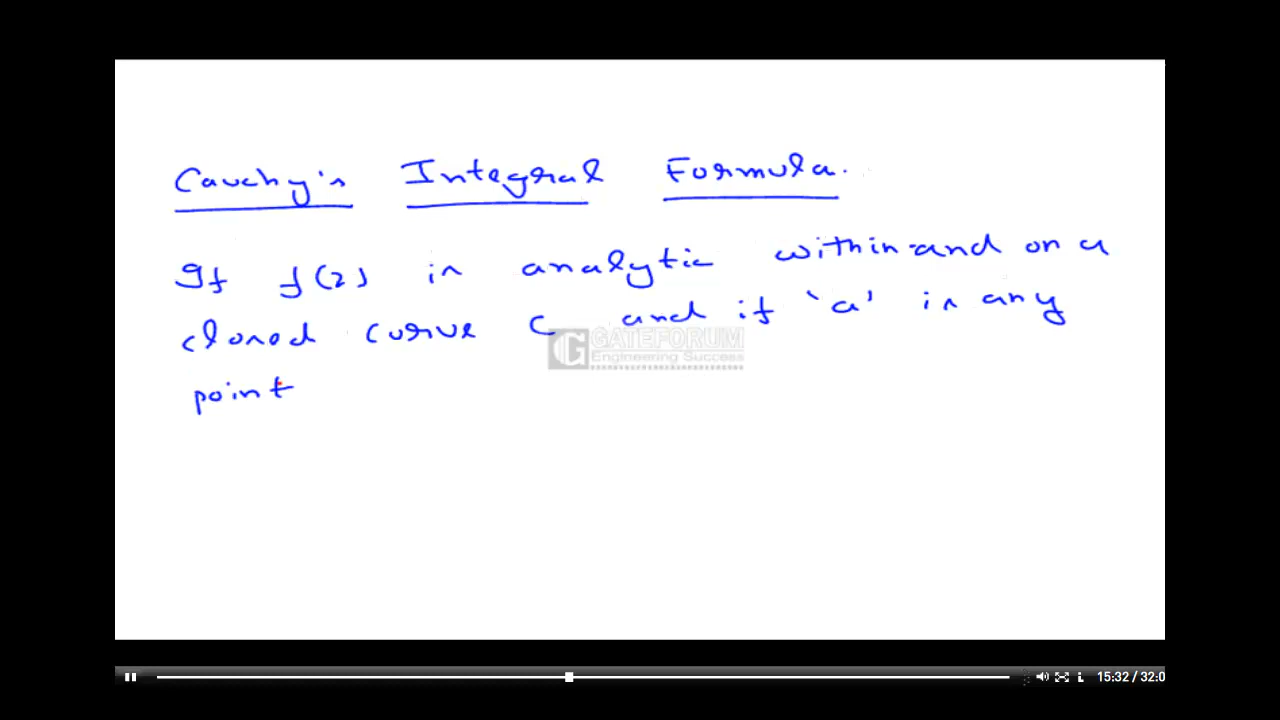 Cauchy's Integral Formula.
If f(z) is analytic within and on a
closed curve C and if 'a' is any
point
GATEFORUM
Engineering Success
15:32 / 32:0